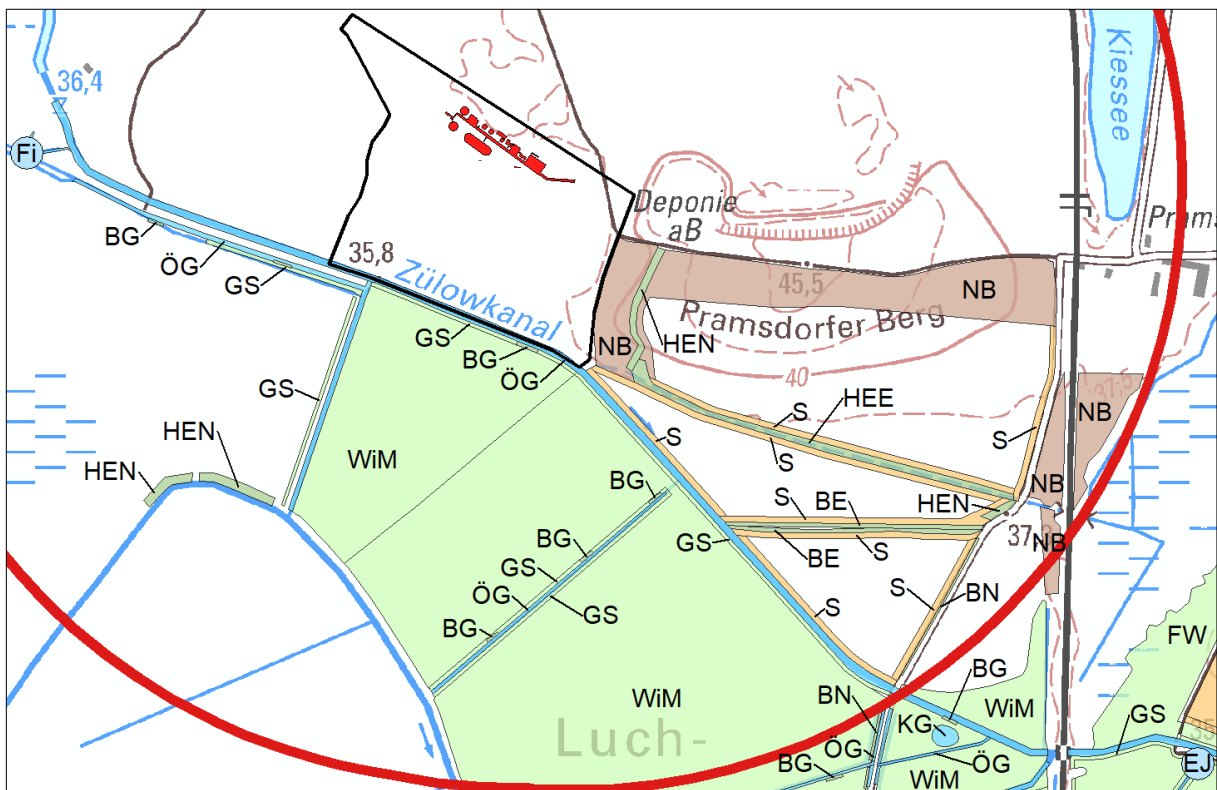 36,4
Fi
BG
ÖG
GS
35,8
Zülowkanal
GS
BG
ÖG
Deponie
aB
Kiessee
45,5
NB
Pramsdorfer Berg
NB
HEN
40
37,5
NB
HEE
S
S
S
S
GS
HEN
HEN
WiM
BG
S
BE
HEN
NB
37,
NB
GS
BE
S
BG
GS
ÖG
GS
BG
S
S
BN
FW
WiM
Luch-
BN
BG
KG
WiM
GS
ÖG
BG
ÖG
WiM
EJ